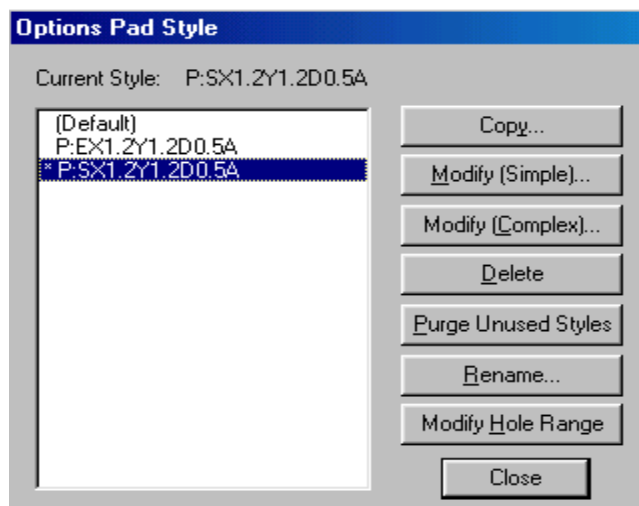 Options Pad Style
Current Style: P:SX1.2Y1.2D0.5A
(Default)
P:EX1.2Y1.2D0.5A
* P:SX1.2Y1.2D0.5A
Copy...
Modify (Simple)...
Modify (Complex)...
Delete
Purge Unused Styles
Rename...
Modify Hole Range
Close